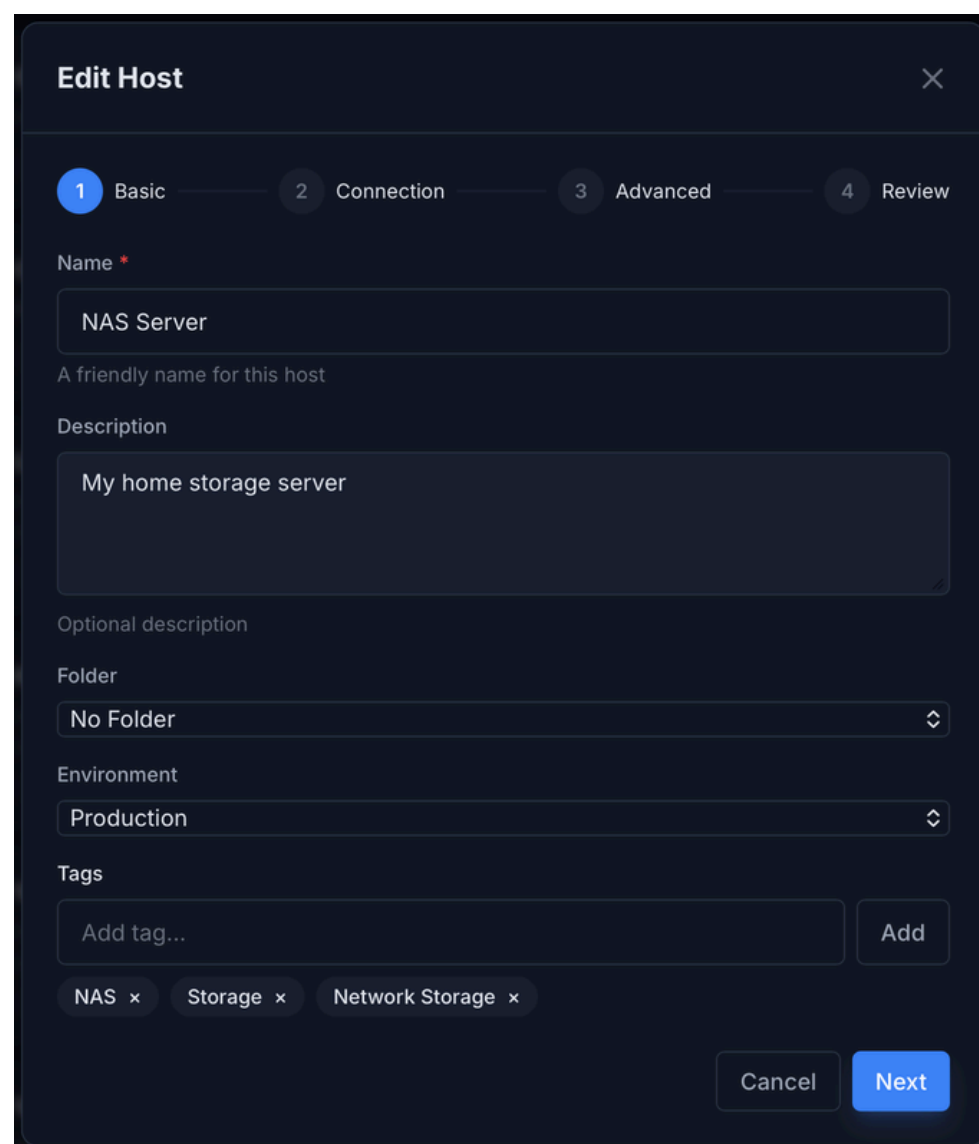 Edit Host
1 Basic 2 Connection 3 Advanced 4 Review
Name *
NAS Server
A friendly name for this host
Description
My home storage server
Optional description
Folder
No Folder
Environment
Production
Tags
Add tag... Add
NAS × Storage × Network Storage ×
Cancel Next